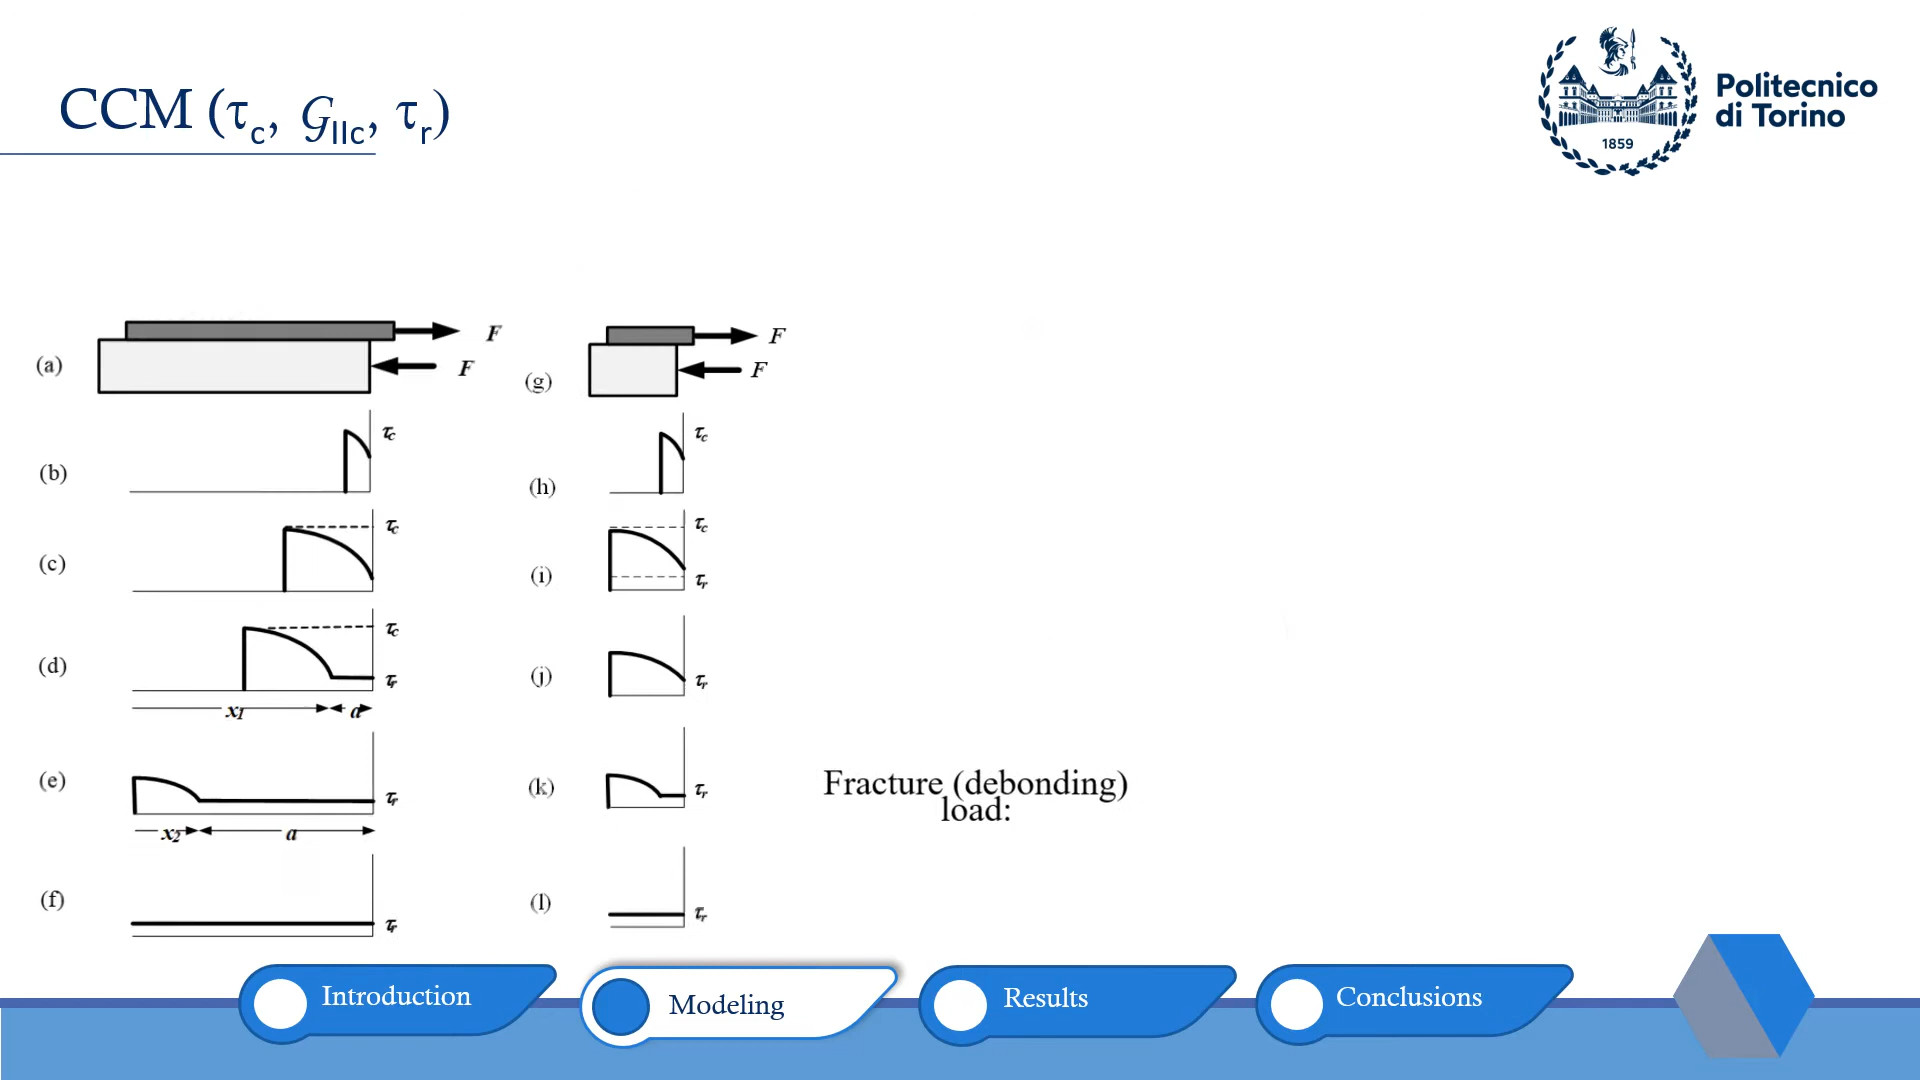 CCM (τc, 𝒢IIc, τr)
Politecnico
di Torino
1859
F
F
(a)
F
F
(g)
τc
(b)
τc
(h)
τc
(c)
τc
τr
(i)
τc
τr
(d)
x1
a
τr
(j)
τr
(e)
x2
a
τr
(k)
Fracture (debonding)
load:
τr
(f)
τr
(l)
Introduction
Modeling
Results
Conclusions